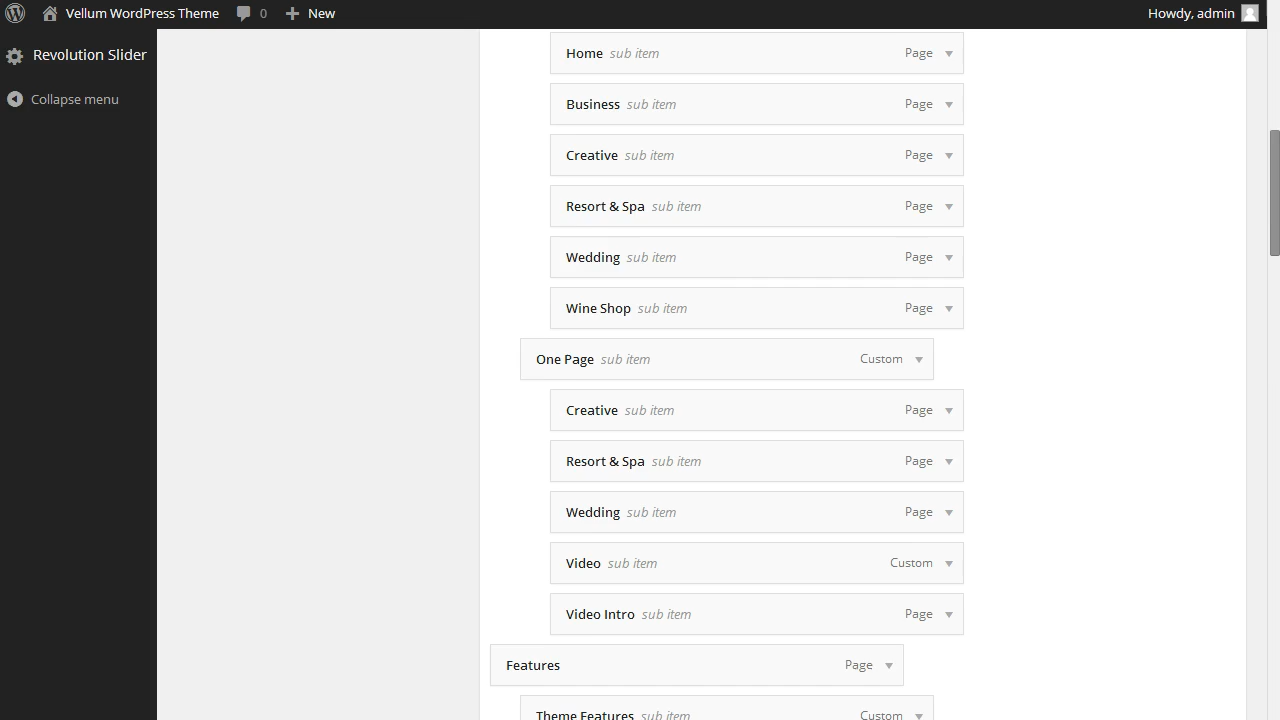 Vellum WordPress Theme 0 New Howdy, admin
Revolution Slider
Collapse menu
Home sub item Page
Business sub item Page
Creative sub item Page
Resort & Spa sub item Page
Wedding sub item Page
Wine Shop sub item Page
One Page sub item Custom
Creative sub item Page
Resort & Spa sub item Page
Wedding sub item Page
Video sub item Custom
Video Intro sub item Page
Features Page
Theme Features sub item Custom